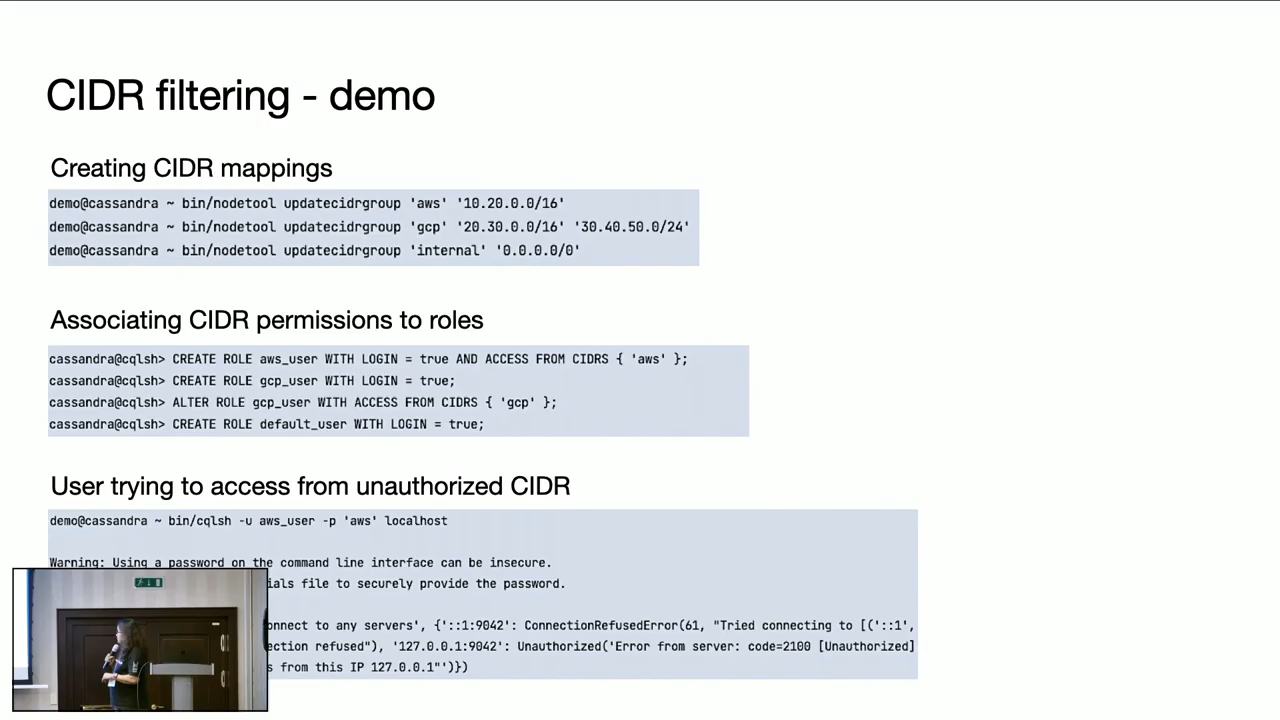 CIDR filtering - demo
Creating CIDR mappings
demo@cassandra ~ bin/nodetool updatecidrgroup 'aws' '10.20.0.0/16'
demo@cassandra ~ bin/nodetool updatecidrgroup 'gcp' '20.30.0.0/16' '30.40.50.0/24'
demo@cassandra ~ bin/nodetool updatecidrgroup 'internal' '0.0.0.0/0'
Associating CIDR permissions to roles
cassandra@cqlsh> CREATE ROLE aws_user WITH LOGIN = true AND ACCESS FROM CIDRS { 'aws' };
cassandra@cqlsh> CREATE ROLE gcp_user WITH LOGIN = true;
cassandra@cqlsh> ALTER ROLE gcp_user WITH ACCESS FROM CIDRS { 'gcp' };
cassandra@cqlsh> CREATE ROLE default_user WITH LOGIN = true;
User trying to access from unauthorized CIDR
demo@cassandra ~ bin/cqlsh -u aws_user -p 'aws' localhost
Warning: Using a password on the command line interface can be insecure.
ials file to securely provide the password.
onnect to any servers', {'::1:9042': ConnectionRefusedError(61, "Tried connecting to [('::1',
ection refused"), '127.0.0.1:9042': Unauthorized('Error from server: code=2100 [Unauthorized]
s from this IP 127.0.0.1"')})